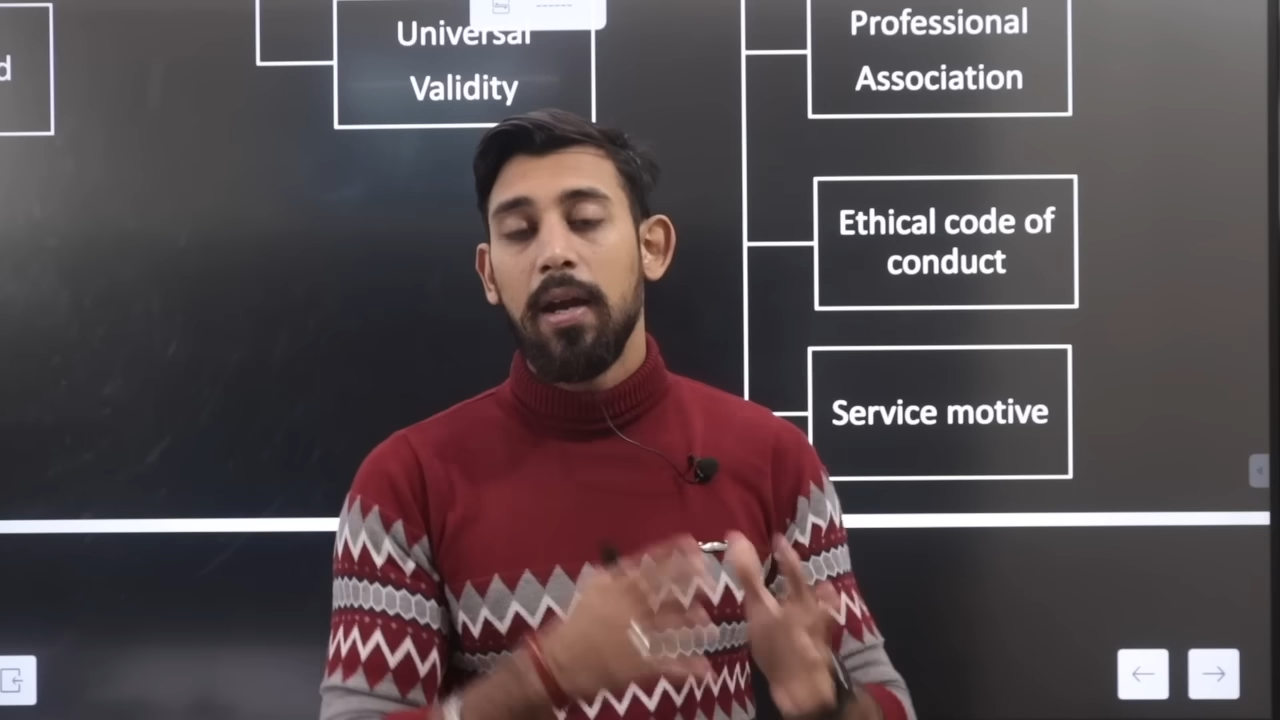 d
Universal
Validity
Professional
Association
Ethical code of
conduct
Service motive